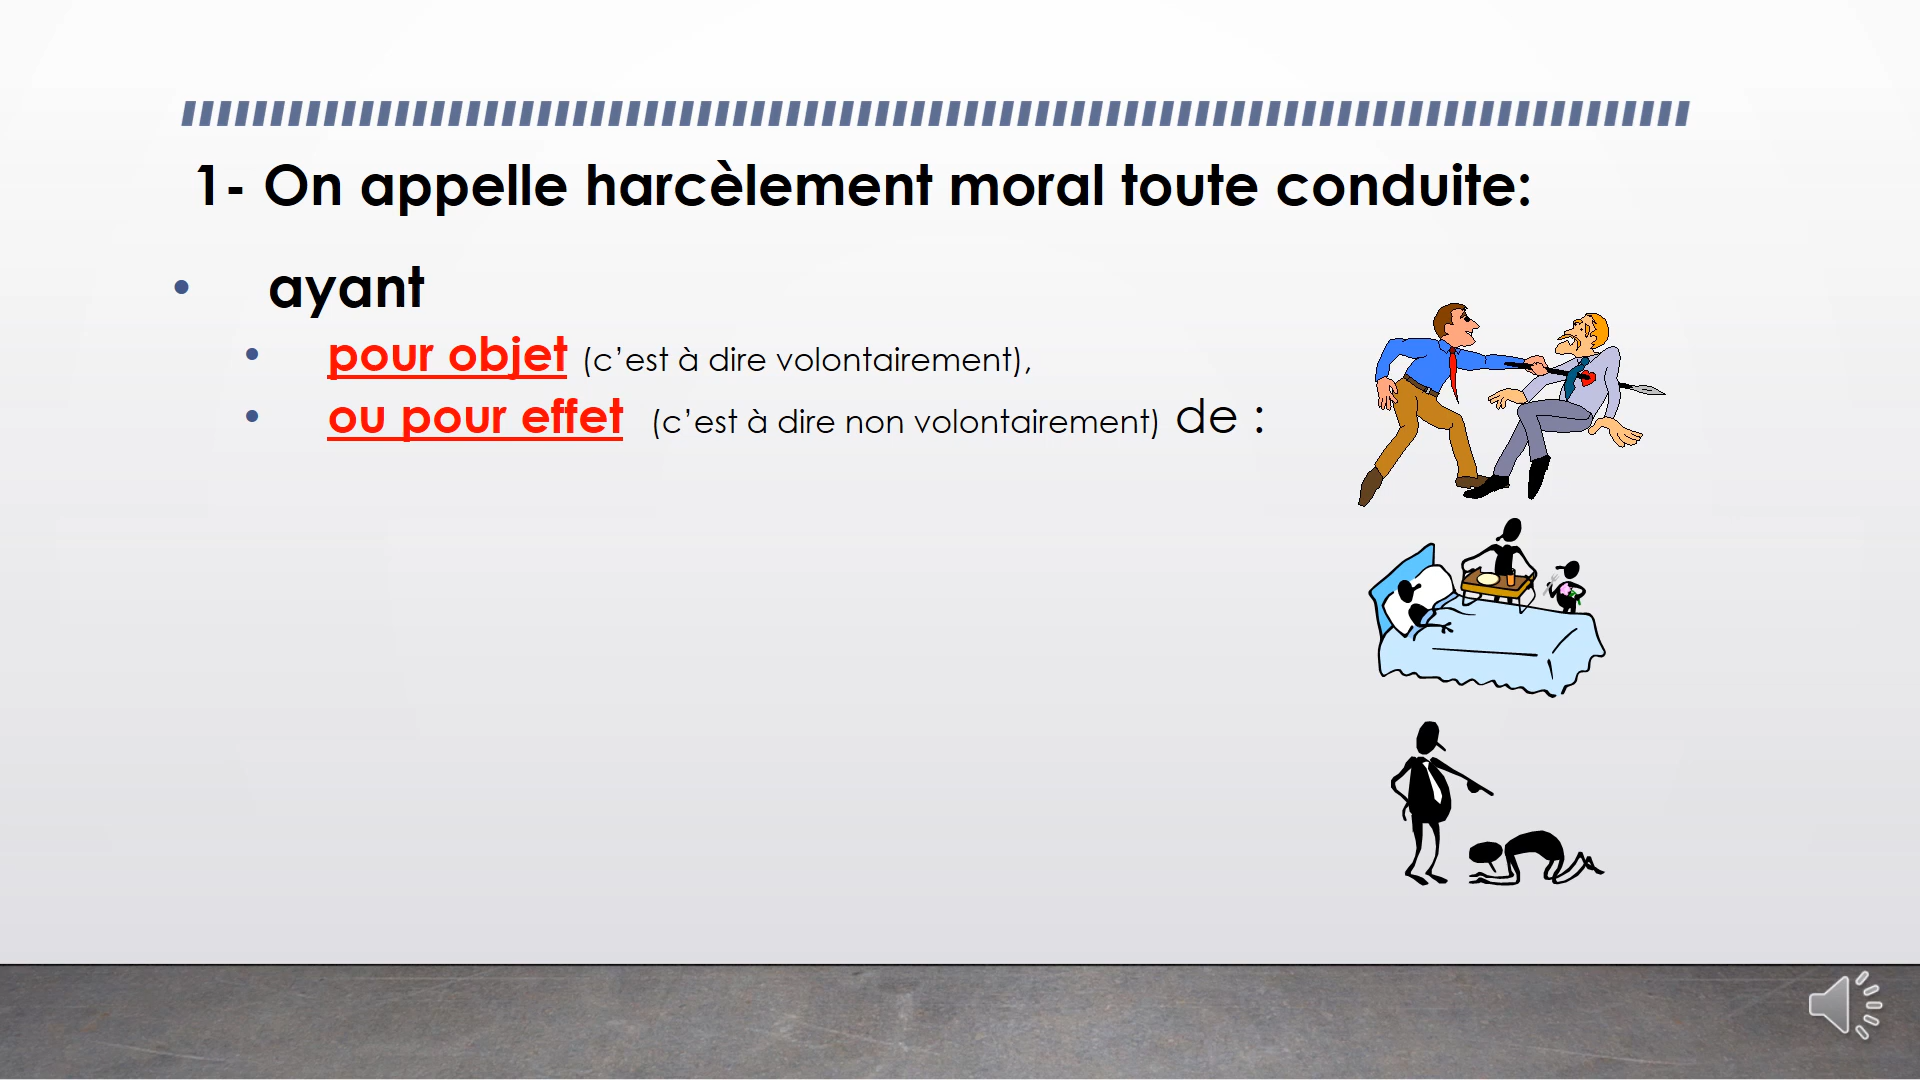 1- On appelle harcèlement moral toute conduite:
• ayant
• pour objet (c’est à dire volontairement),
• ou pour effet (c’est à dire non volontairement) de :